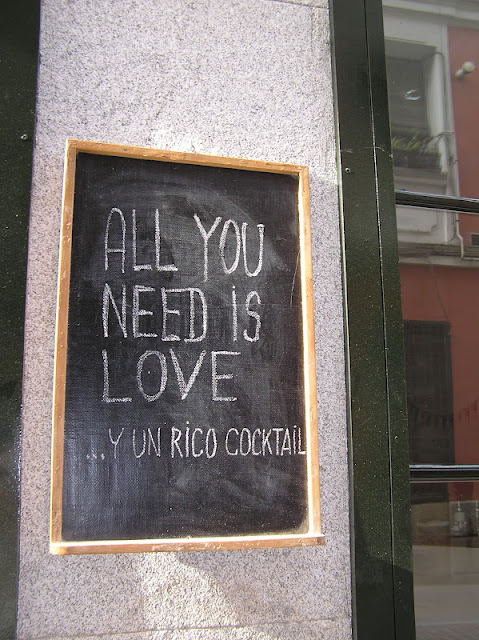 ALL YOU
NEED IS
LOVE
...Y UN RICO COCKTAIL